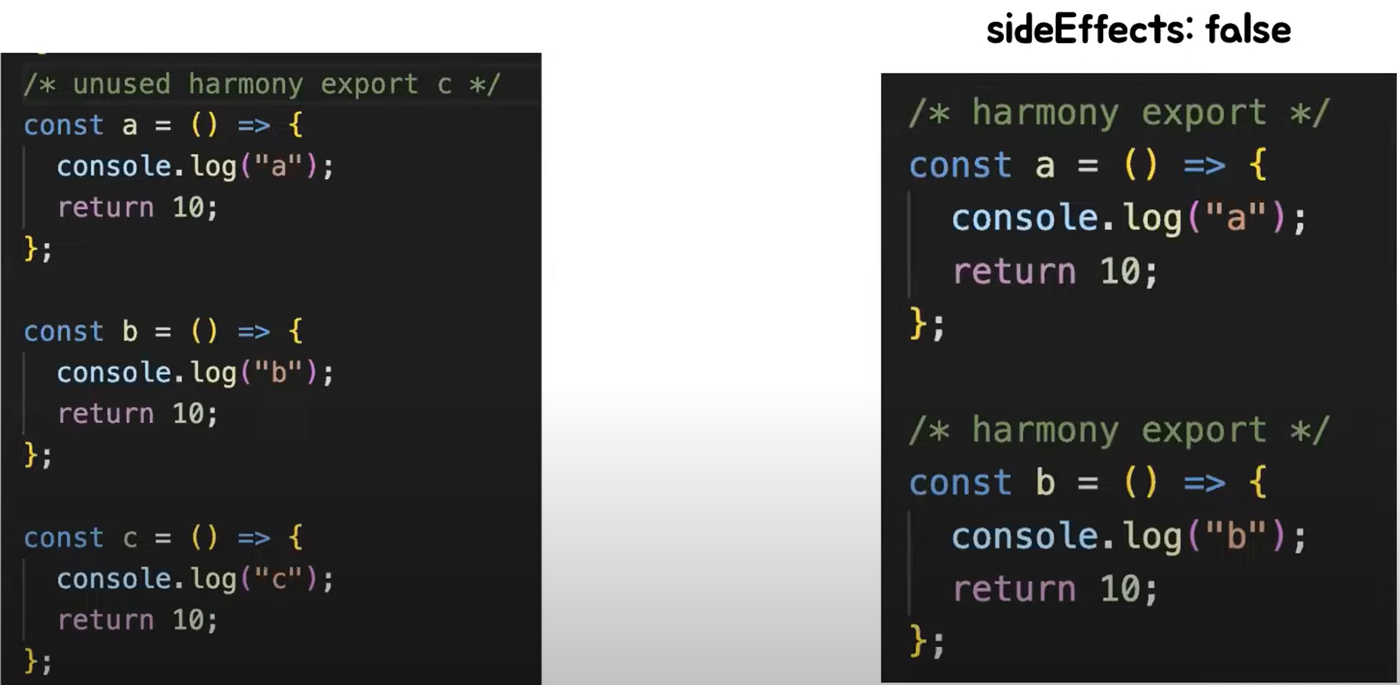 sideEffects: false
/* unused harmony export c */
const a = () => {
  console.log("a");
  return 10;
};
const b = () => {
  console.log("b");
  return 10;
};
const c = () => {
  console.log("c");
  return 10;
};
/* harmony export */
const a = () => {
  console.log("a");
  return 10;
};
/* harmony export */
const b = () => {
  console.log("b");
  return 10;
};